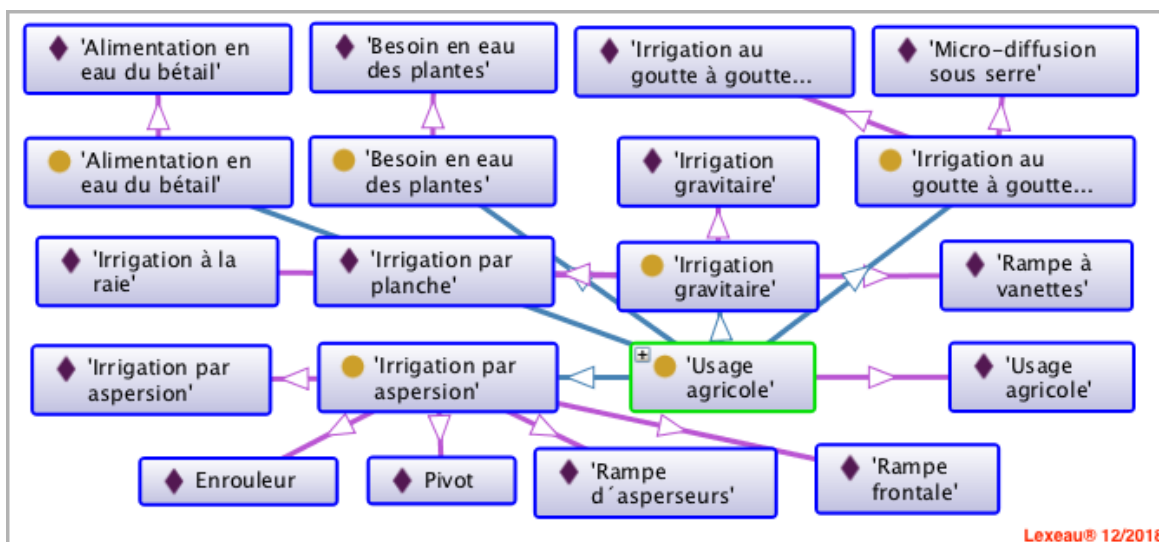 'Alimentation en
eau du bétail'
'Besoin en eau
des plantes'
'Irrigation au
goutte à goutte...
'Micro-diffusion
sous serre'
'Alimentation en
eau du bétail'
'Besoin en eau
des plantes'
'Irrigation
gravitaire'
'Irrigation au
goutte à goutte...
'Irrigation à la
raie'
'Irrigation par
planche'
'Irrigation
gravitaire'
'Rampe à
vanettes'
'Irrigation par
aspersion'
'Irrigation par
aspersion'
'Usage
agricole'
'Usage
agricole'
Enrouleur
Pivot
'Rampe
d´asperseurs'
'Rampe
frontale'
Lexeau® 12/2018